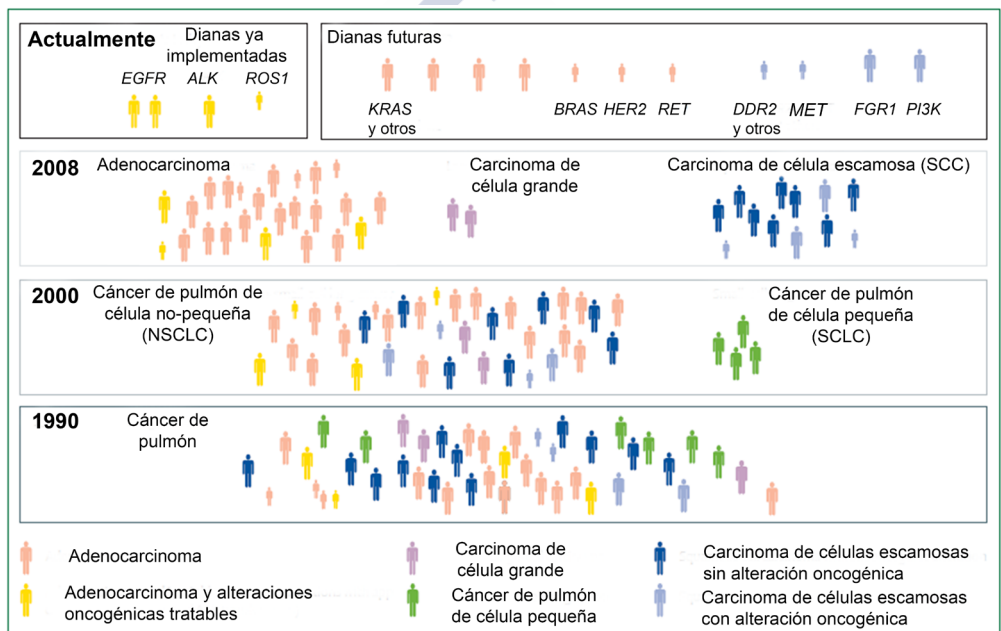 Actualmente
Dianas ya
implementadas
EGFR ALK ROS1
Dianas futuras
KRAS
y otros
BRAS HER2 RET
DDR2
y otros
MET FGR1 PI3K
2008
Adenocarcinoma
Carcinoma de
célula grande
Carcinoma de célula escamosa (SCC)
2000
Cáncer de pulmón de
célula no-pequeña
(NSCLC)
Cáncer de pulmón
de célula pequeña
(SCLC)
1990
Cáncer de
pulmón
Adenocarcinoma
Adenocarcinoma y alteraciones
oncogénicas tratables
Carcinoma de
célula grande
Cáncer de pulmón
de célula pequeña
Carcinoma de células escamosas
sin alteración oncogénica
Carcinoma de células escamosas
con alteración oncogénica